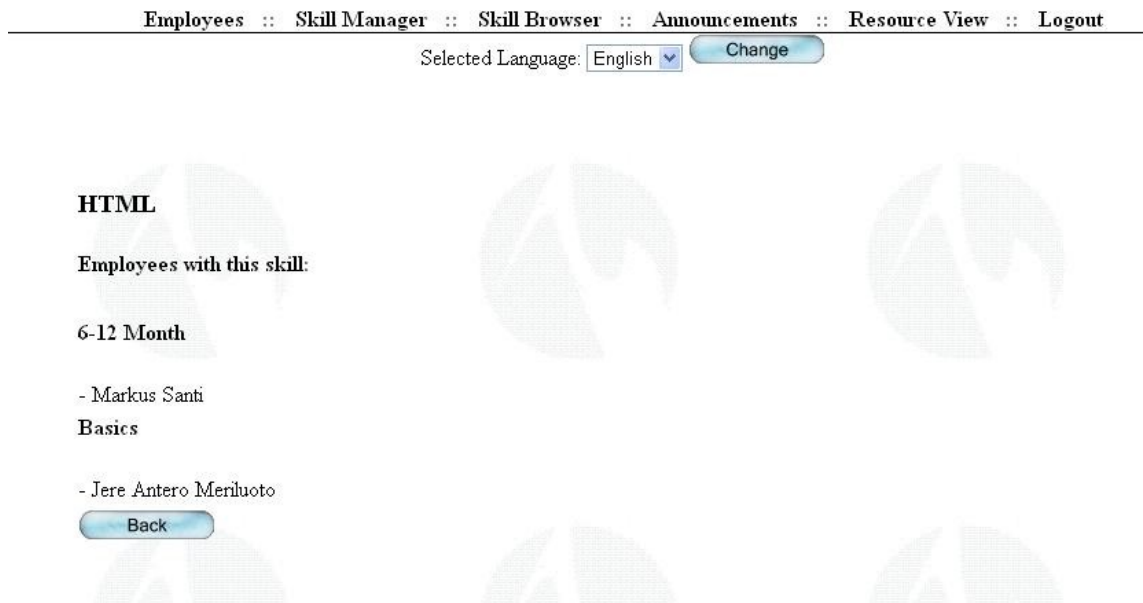 Employees :: Skill Manager :: Skill Browser :: Announcements :: Resource View :: Logout
Selected Language: English Change
HTML
Employees with this skill:
6-12 Month
- Markus Santi
Basics
- Jere Antero Meriluoto
Back